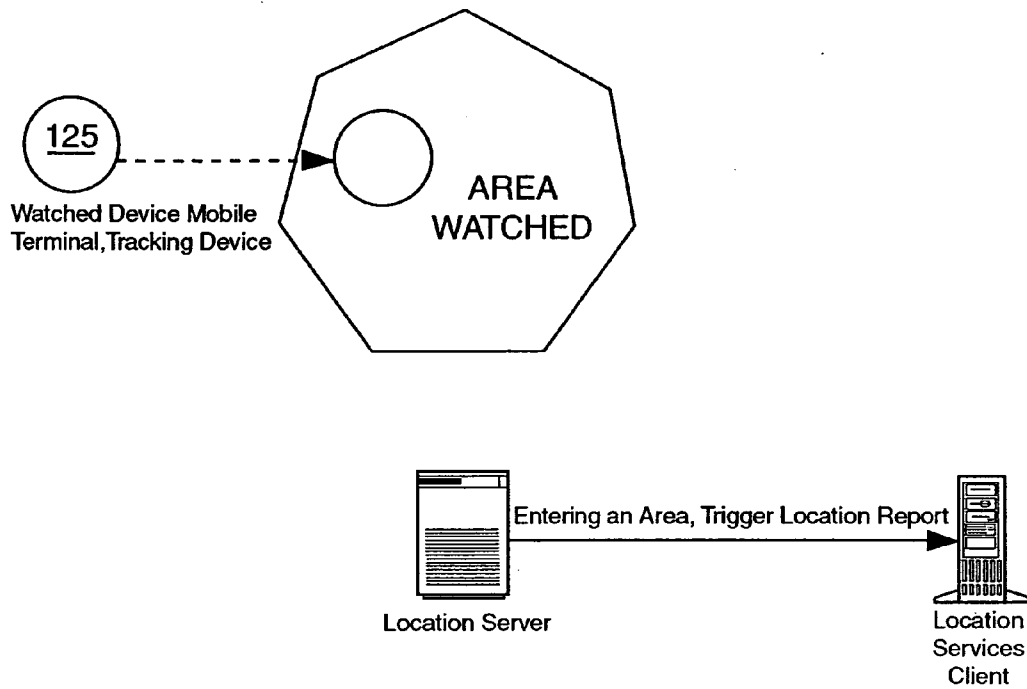 125
Watched Device Mobile
Terminal,Tracking Device
AREA
WATCHED
Entering an Area, Trigger Location Report
Location Server
Location
Services
Client